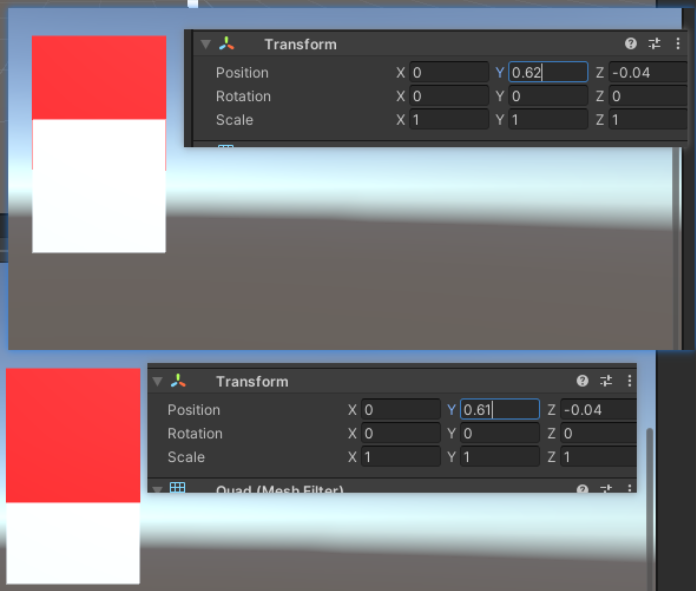 Transform
Position X 0 Y 0.62 Z -0.04
Rotation X 0 Y 0 Z 0
Scale X 1 Y 1 Z 1
Transform
Position X 0 Y 0.61 Z -0.04
Rotation X 0 Y 0 Z 0
Scale X 1 Y 1 Z 1
Quad (Mesh Filter)